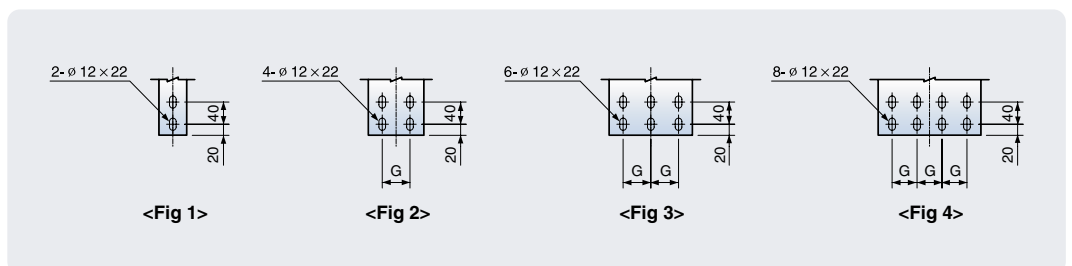 2- ø 12 × 22
40
20
<Fig 1>
4- ø 12 × 22
40
20
G
<Fig 2>
6- ø 12 × 22
40
20
G G
<Fig 3>
8- ø 12 × 22
40
20
G G G
<Fig 4>